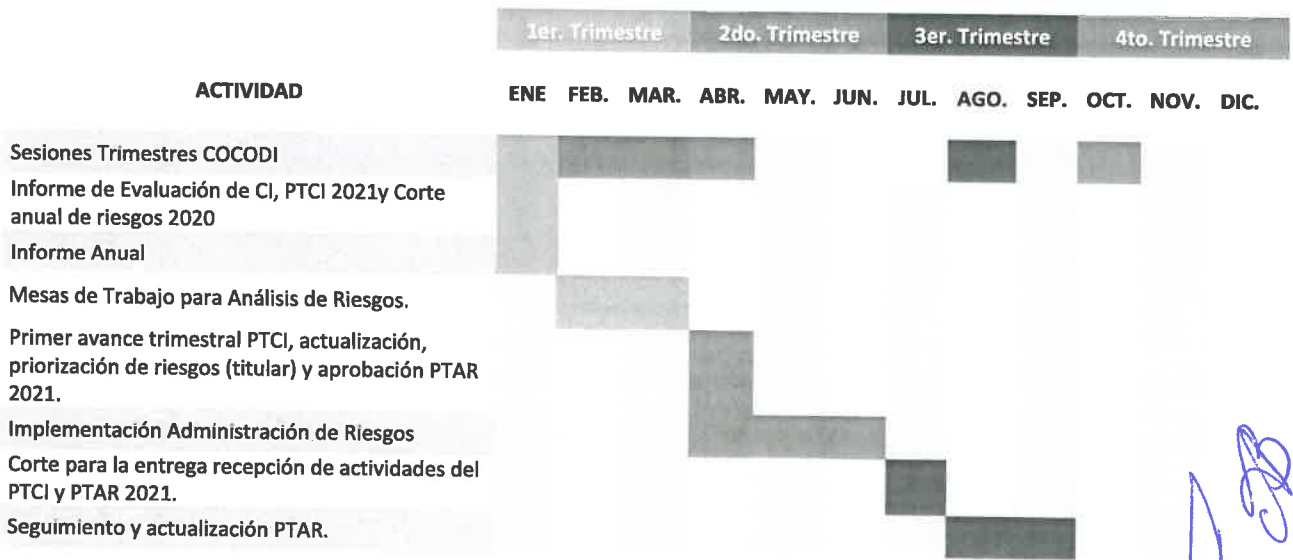 1er. Trimestre 2do. Trimestre 3er. Trimestre 4to. Trimestre
ACTIVIDAD ENE FEB. MAR. ABR. MAY. JUN. JUL. AGO. SEP. OCT. NOV. DIC.
Sesiones Trimestres COCODI
Informe de Evaluación de CI, PTCI 2021y Corte
anual de riesgos 2020
Informe Anual
Mesas de Trabajo para Análisis de Riesgos.
Primer avance trimestral PTCI, actualización,
priorización de riesgos (titular) y aprobación PTAR
2021.
Implementación Administración de Riesgos
Corte para la entrega recepción de actividades del
PTCI y PTAR 2021.
Seguimiento y actualización PTAR.